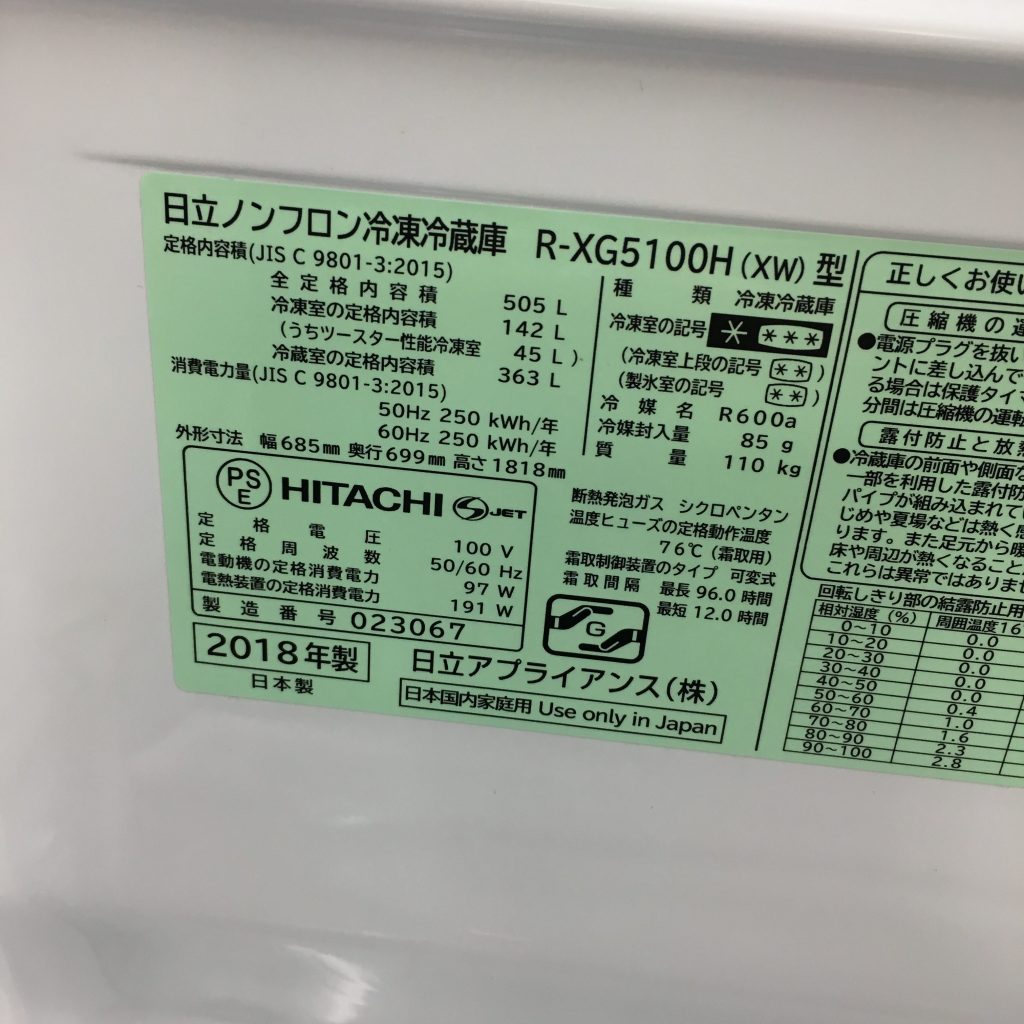 日立ノンフロン冷凍冷蔵庫 R-XG5100H (XW) 型
定格内容積(JIS C 9801-3:2015)
全定格内容積 505 L
冷凍室の定格内容積 142 L
(うちツースター性能冷凍室 45 L)
冷蔵室の定格内容積 363 L
消費電力量(JIS C 9801-3:2015)
50Hz 250 kWh/年
60Hz 250 kWh/年
外形寸法 幅685mm 奥行699mm 高さ1818mm
PS
E
HITACHI JET
定格電圧 100 V
定格周波数 50/60 Hz
電動機の定格消費電力 97 W
電熱装置の定格消費電力 191 W
製造番号 023067
2018年製
日本製
種類 冷凍冷蔵庫
冷凍室の記号 * ***
(冷凍室上段の記号 **)
(製氷室の記号 **)
冷媒名 R600a
冷媒封入量 85 g
質量 110 kg
断熱発泡ガス シクロペンタン
温度ヒューズの定格動作温度
76℃(霜取用)
霜取制御装置のタイプ 可変式
霜取間隔 最長 96.0 時間
最短 12.0 時間
G
日立アプライアンス(株)
日本国内家庭用 Use only in Japan
正しくお使い
圧縮機の
●電源プラグを抜い
ントに差し込んで
る場合は保護タイマ
分間は圧縮機の運転
露付防止と放熱
●冷蔵庫の前面や側面な
一部を利用した露付防
パイプが組み込まれてい
じめや夏場などは熱く感
ります。また足元から暖
床や周辺が熱くなること
これらは異常ではありませ
回転しきり部の結露防止用
相対湿度(%) 周囲温度16
0~10 0.0
10~20 0.0
20~30 0.0
30~40 0.0
40~50 0.0
50~60 0.4
60~70 1.0
70~80 1.6
80~90 2.3
90~100 2.8